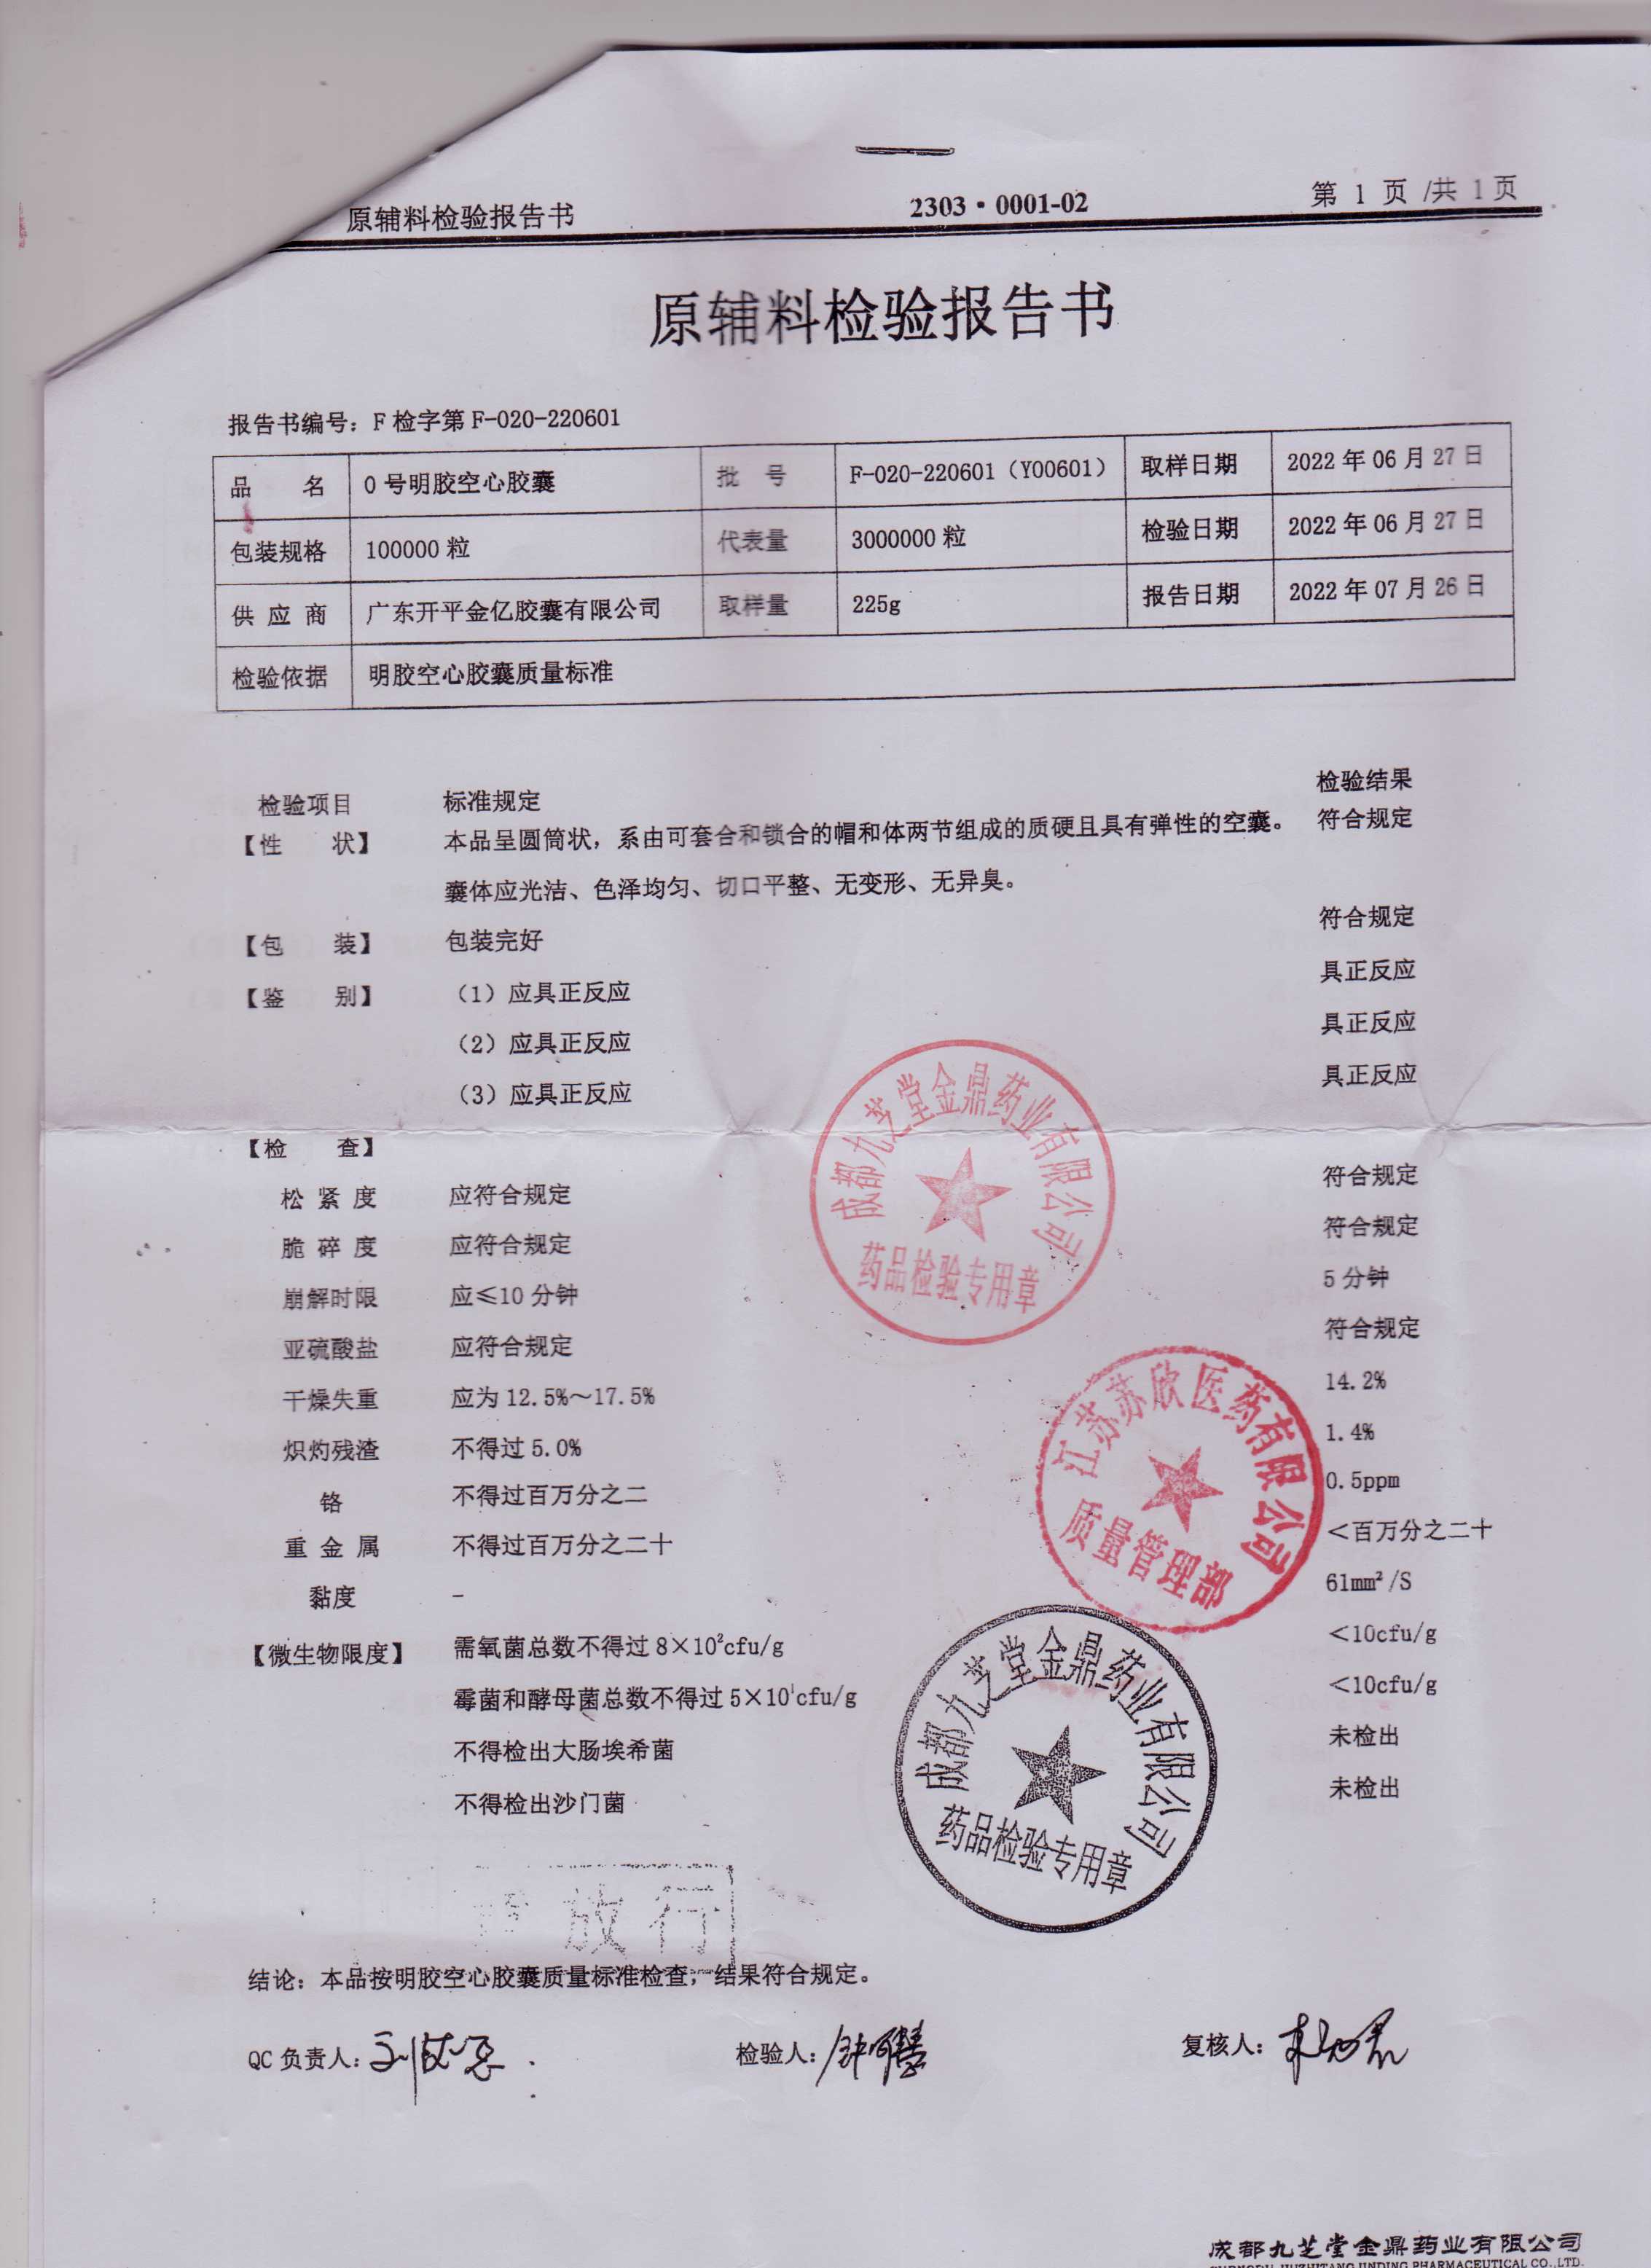 原辅料检验报告书 2303·0001-02 第 1 页 /共 1 页
原辅料检验报告书
报告书编号：F 检字第 F-020-220601
品 名 0 号明胶空心胶囊 批 号 F-020-220601（Y00601） 取样日期 2022 年 06 月 27 日
包装规格 100000 粒 代表量 3000000 粒 检验日期 2022 年 06 月 27 日
供 应 商 广东开平金亿胶囊有限公司 取样量 225g 报告日期 2022 年 07 月 26 日
检验依据 明胶空心胶囊质量标准
检验项目 标准规定 检验结果
【性 状】 本品呈圆筒状，系由可套合和锁合的帽和体两节组成的质硬且具有弹性的空囊。 符合规定
囊体应光洁、色泽均匀、切口平整、无变形、无异臭。
【包 装】 包装完好 符合规定
【鉴 别】 （1）应具正反应 具正反应
（2）应具正反应 具正反应
（3）应具正反应 具正反应
【检 查】
松 紧 度 应符合规定 符合规定
脆 碎 度 应符合规定 符合规定
崩解时限 应≤10 分钟 5 分钟
亚硫酸盐 应符合规定 符合规定
干燥失重 应为 12.5%～17.5% 14.2%
炽灼残渣 不得过 5.0% 1.4%
铬 不得过百万分之二 0.5ppm
重 金 属 不得过百万分之二十 ＜百万分之二十
黏度 - 61mm²/S
【微生物限度】 需氧菌总数不得过 8×10²cfu/g ＜10cfu/g
霉菌和酵母菌总数不得过 5×10¹cfu/g ＜10cfu/g
不得检出大肠埃希菌 未检出
不得检出沙门菌 未检出
成都九芝堂金鼎药业有限公司
药品检验专用章
江苏苏欣医药有限公司
质量管理部
成都九芝堂金鼎药业有限公司
药品检验专用章
放行
结论：本品按明胶空心胶囊质量标准检查，结果符合规定。
QC 负责人： 检验人： 复核人：
成都九芝堂金鼎药业有限公司
CHENGDU JIUZHITANG JINDING PHARMACEUTICAL CO.,LTD.